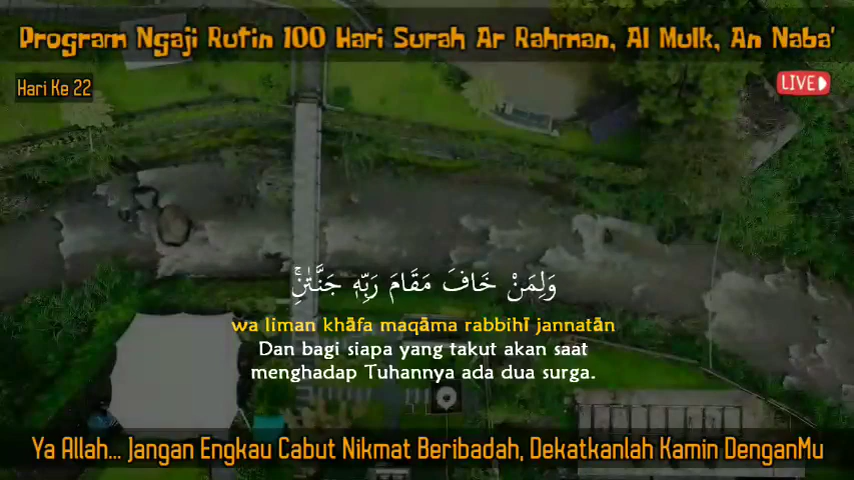 Program Ngaji Rutin 100 Hari Surah Ar Rahman, Al Mulk, An Naba'
Hari Ke 22
LIVE
وَلِمَنْ خَافَ مَقَامَ رَبِّهٖ جَنَّتٰنِۚ
wa liman khāfa maqāma rabbihī jannatān
Dan bagi siapa yang takut akan saat
menghadap Tuhannya ada dua surga.
Ya Allah... Jangan Engkau Cabut Nikmat Beribadah, Dekatkanlah Kamin DenganMu